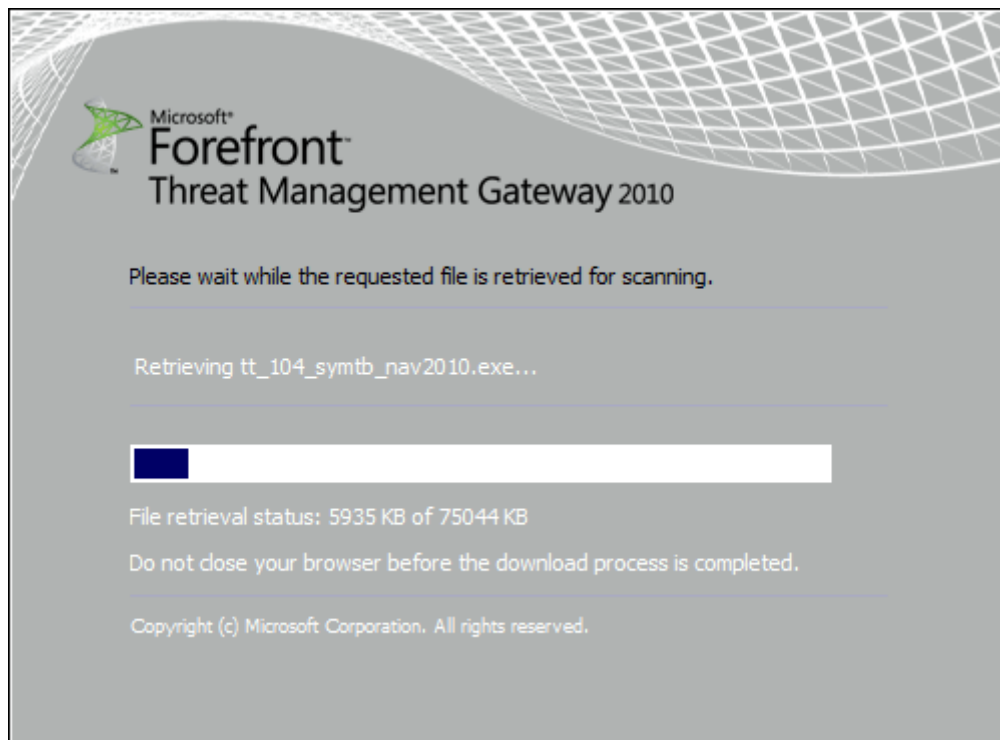 Microsoft®
Forefront™
Threat Management Gateway 2010
Please wait while the requested file is retrieved for scanning.
Retrieving tt_104_symtb_nav2010.exe...
File retrieval status: 5935 KB of 75044 KB
Do not close your browser before the download process is completed.
Copyright (c) Microsoft Corporation. All rights reserved.